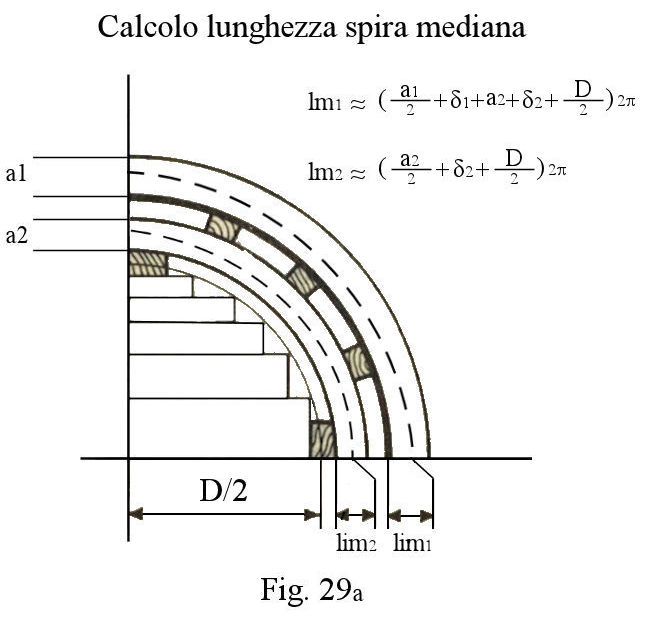 Calcolo lunghezza spira mediana
lm1 ≈ ( a1/2 +δ1+a2+δ2+ D/2 ) 2π
lm2 ≈ ( a2/2 +δ2+ D/2 ) 2π
a1
a2
D/2
lim2 lim1
Fig. 29a